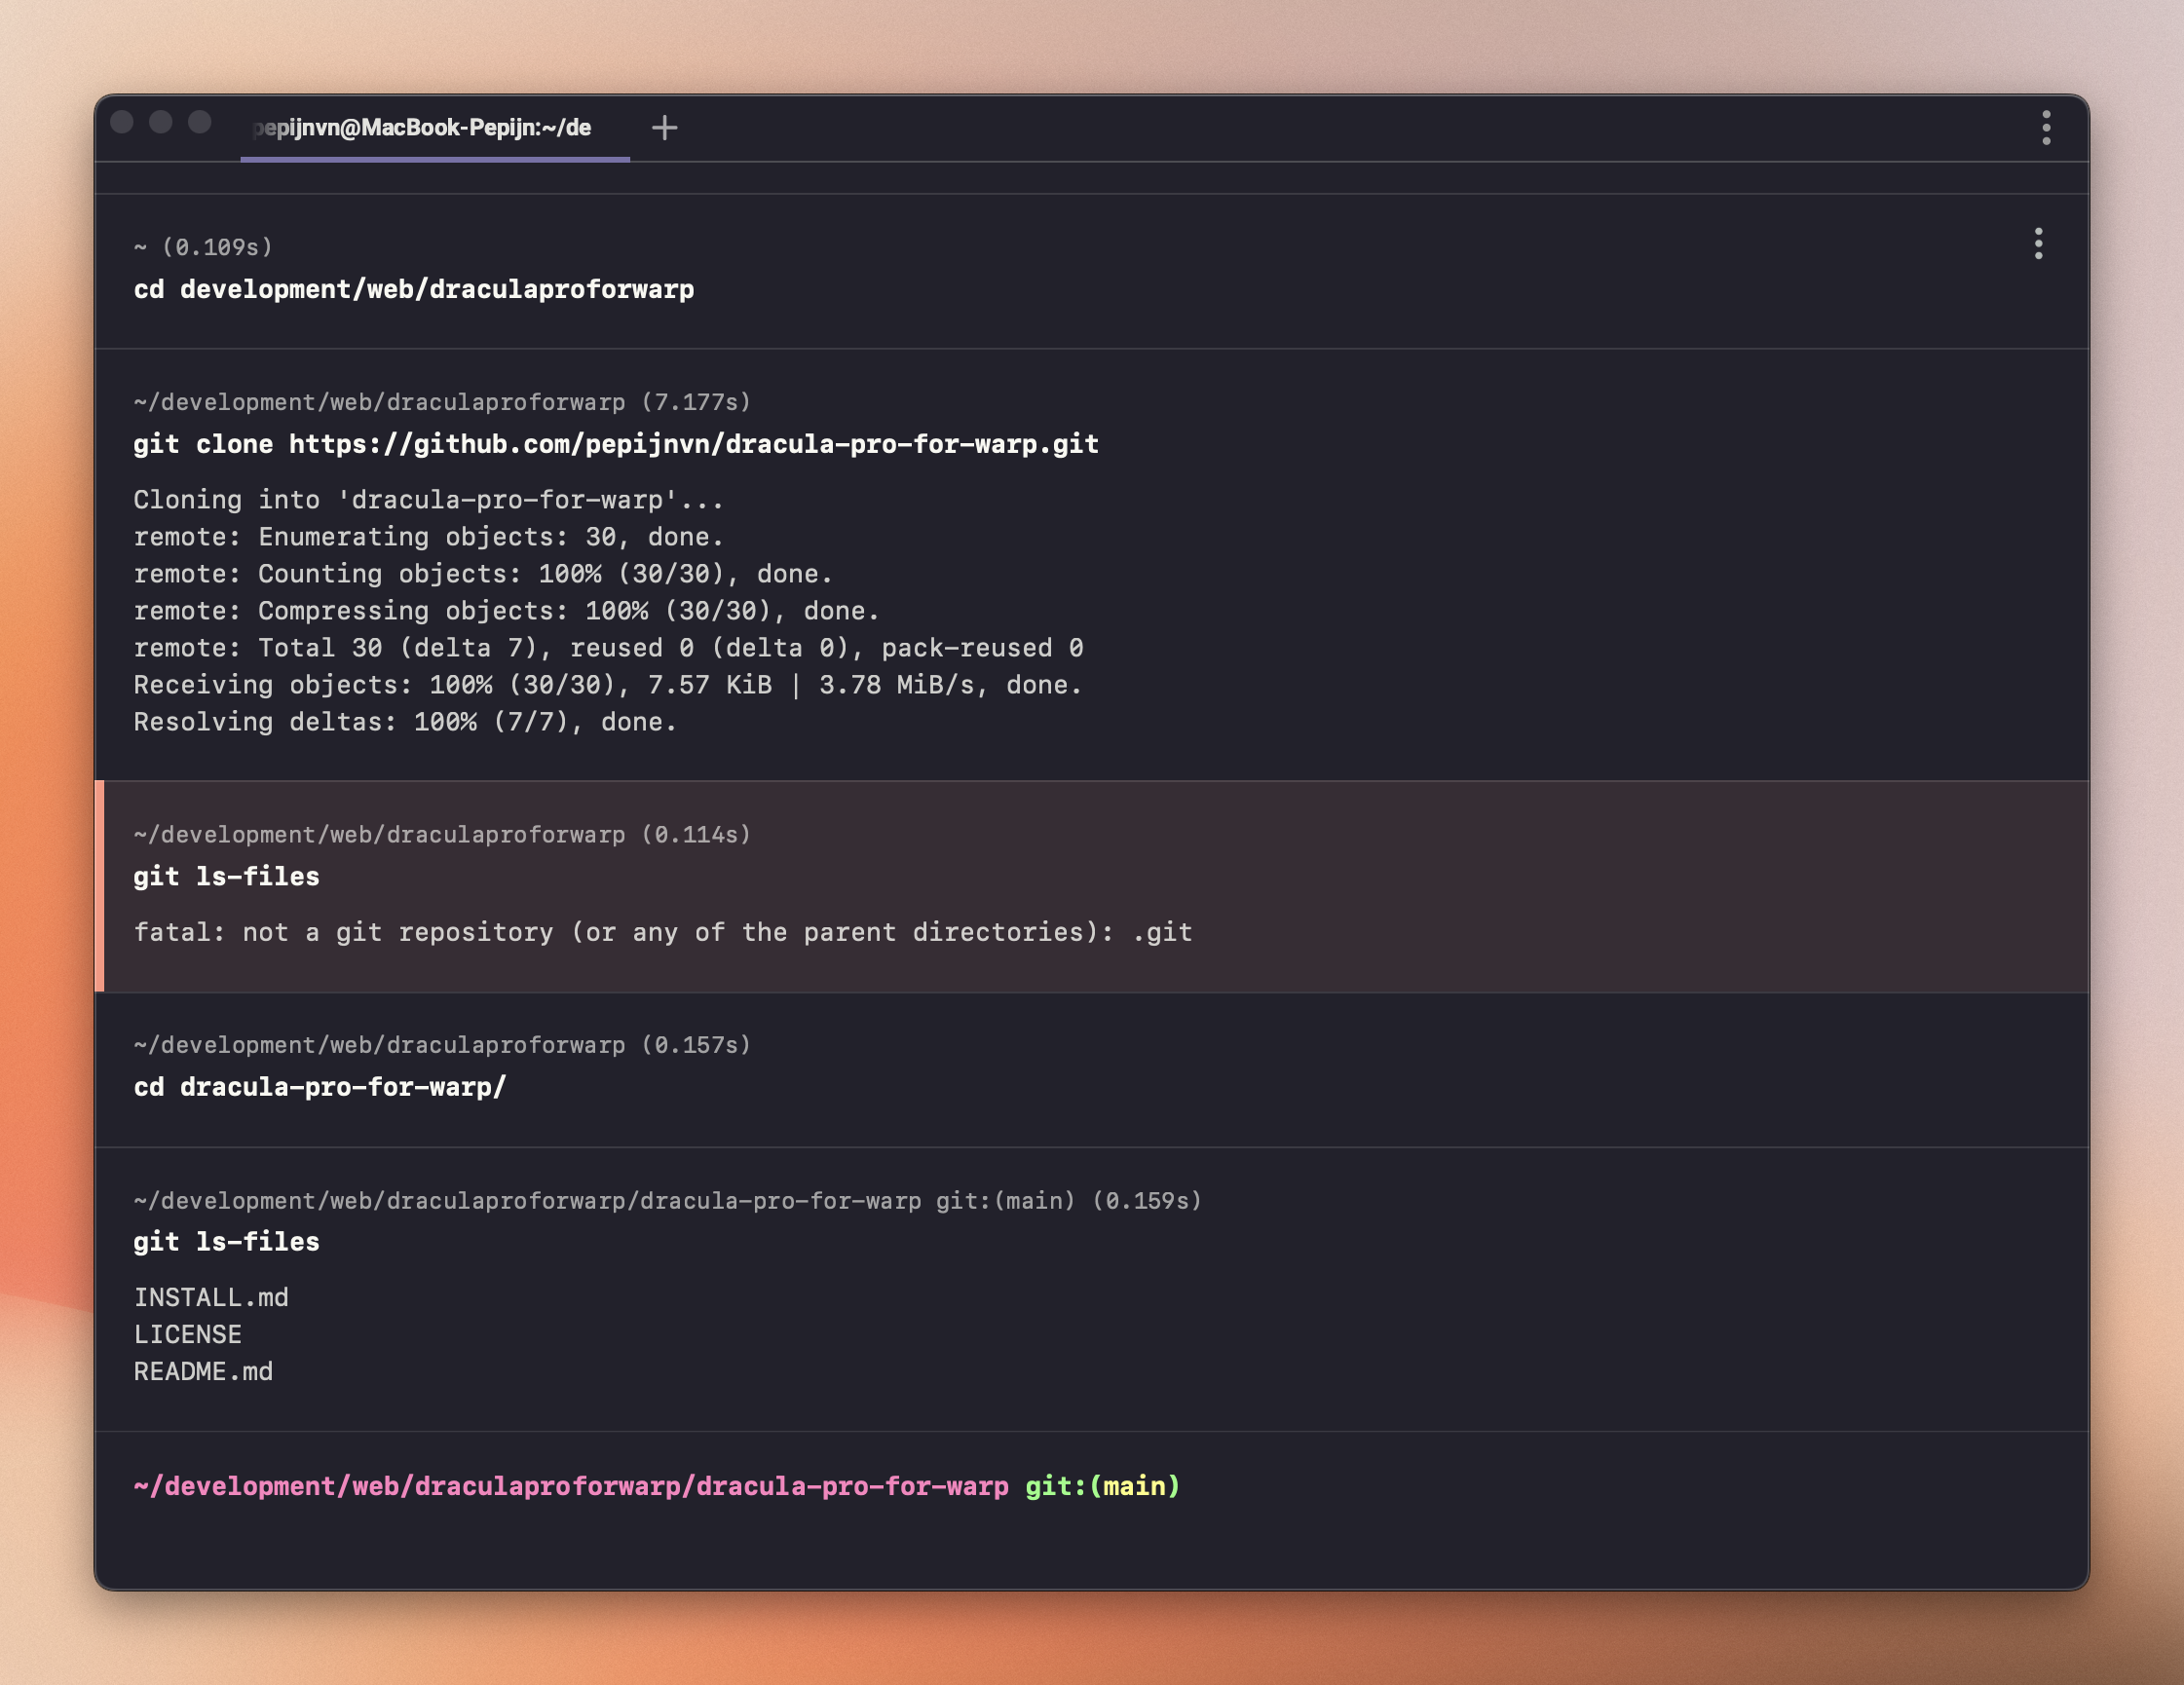 pepijnvn@MacBook-Pepijn:~/de
~ (0.109s)
cd development/web/draculaproforwarp
~/development/web/draculaproforwarp (7.177s)
git clone https://github.com/pepijnvn/dracula-pro-for-warp.git
Cloning into 'dracula-pro-for-warp'...
remote: Enumerating objects: 30, done.
remote: Counting objects: 100% (30/30), done.
remote: Compressing objects: 100% (30/30), done.
remote: Total 30 (delta 7), reused 0 (delta 0), pack-reused 0
Receiving objects: 100% (30/30), 7.57 KiB | 3.78 MiB/s, done.
Resolving deltas: 100% (7/7), done.
~/development/web/draculaproforwarp (0.114s)
git ls-files
fatal: not a git repository (or any of the parent directories): .git
~/development/web/draculaproforwarp (0.157s)
cd dracula-pro-for-warp/
~/development/web/draculaproforwarp/dracula-pro-for-warp git:(main) (0.159s)
git ls-files
INSTALL.md
LICENSE
README.md
~/development/web/draculaproforwarp/dracula-pro-for-warp git:(main)